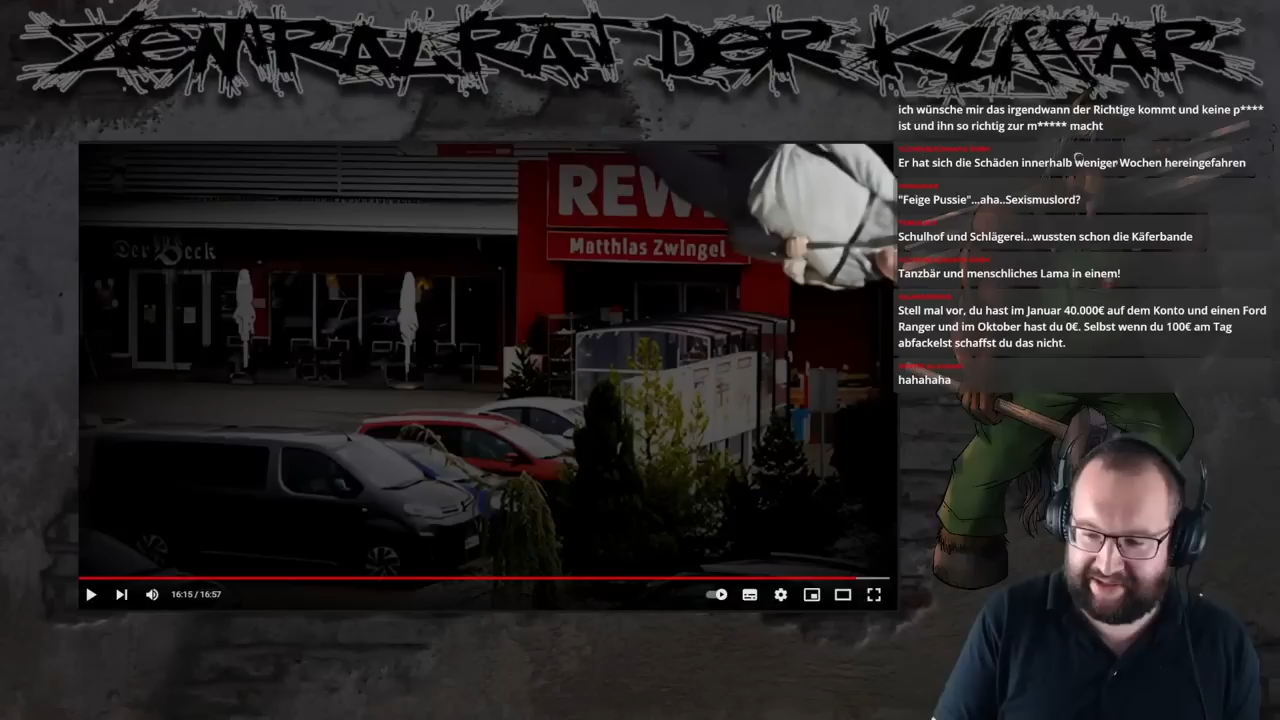 ZENTRALRAT DER KUFFAR
ich wünsche mir das irgendwann der Richtige kommt und keine p****
ist und ihn so richtig zur m***** macht
Er hat sich die Schäden innerhalb weniger Wochen hereingefahren
"Feige Pussie"...aha..Sexismuslord?
Schulhof und Schlägerei...wussten schon die Käferbande
Tanzbär und menschliches Lama in einem!
Stell mal vor, du hast im Januar 40.000€ auf dem Konto und einen Ford
Ranger und im Oktober hast du 0€. Selbst wenn du 100€ am Tag
abfackelst schaffst du das nicht.
hahahaha
REW
Matthias Zwingel
Der Beck
16:15 / 16:57